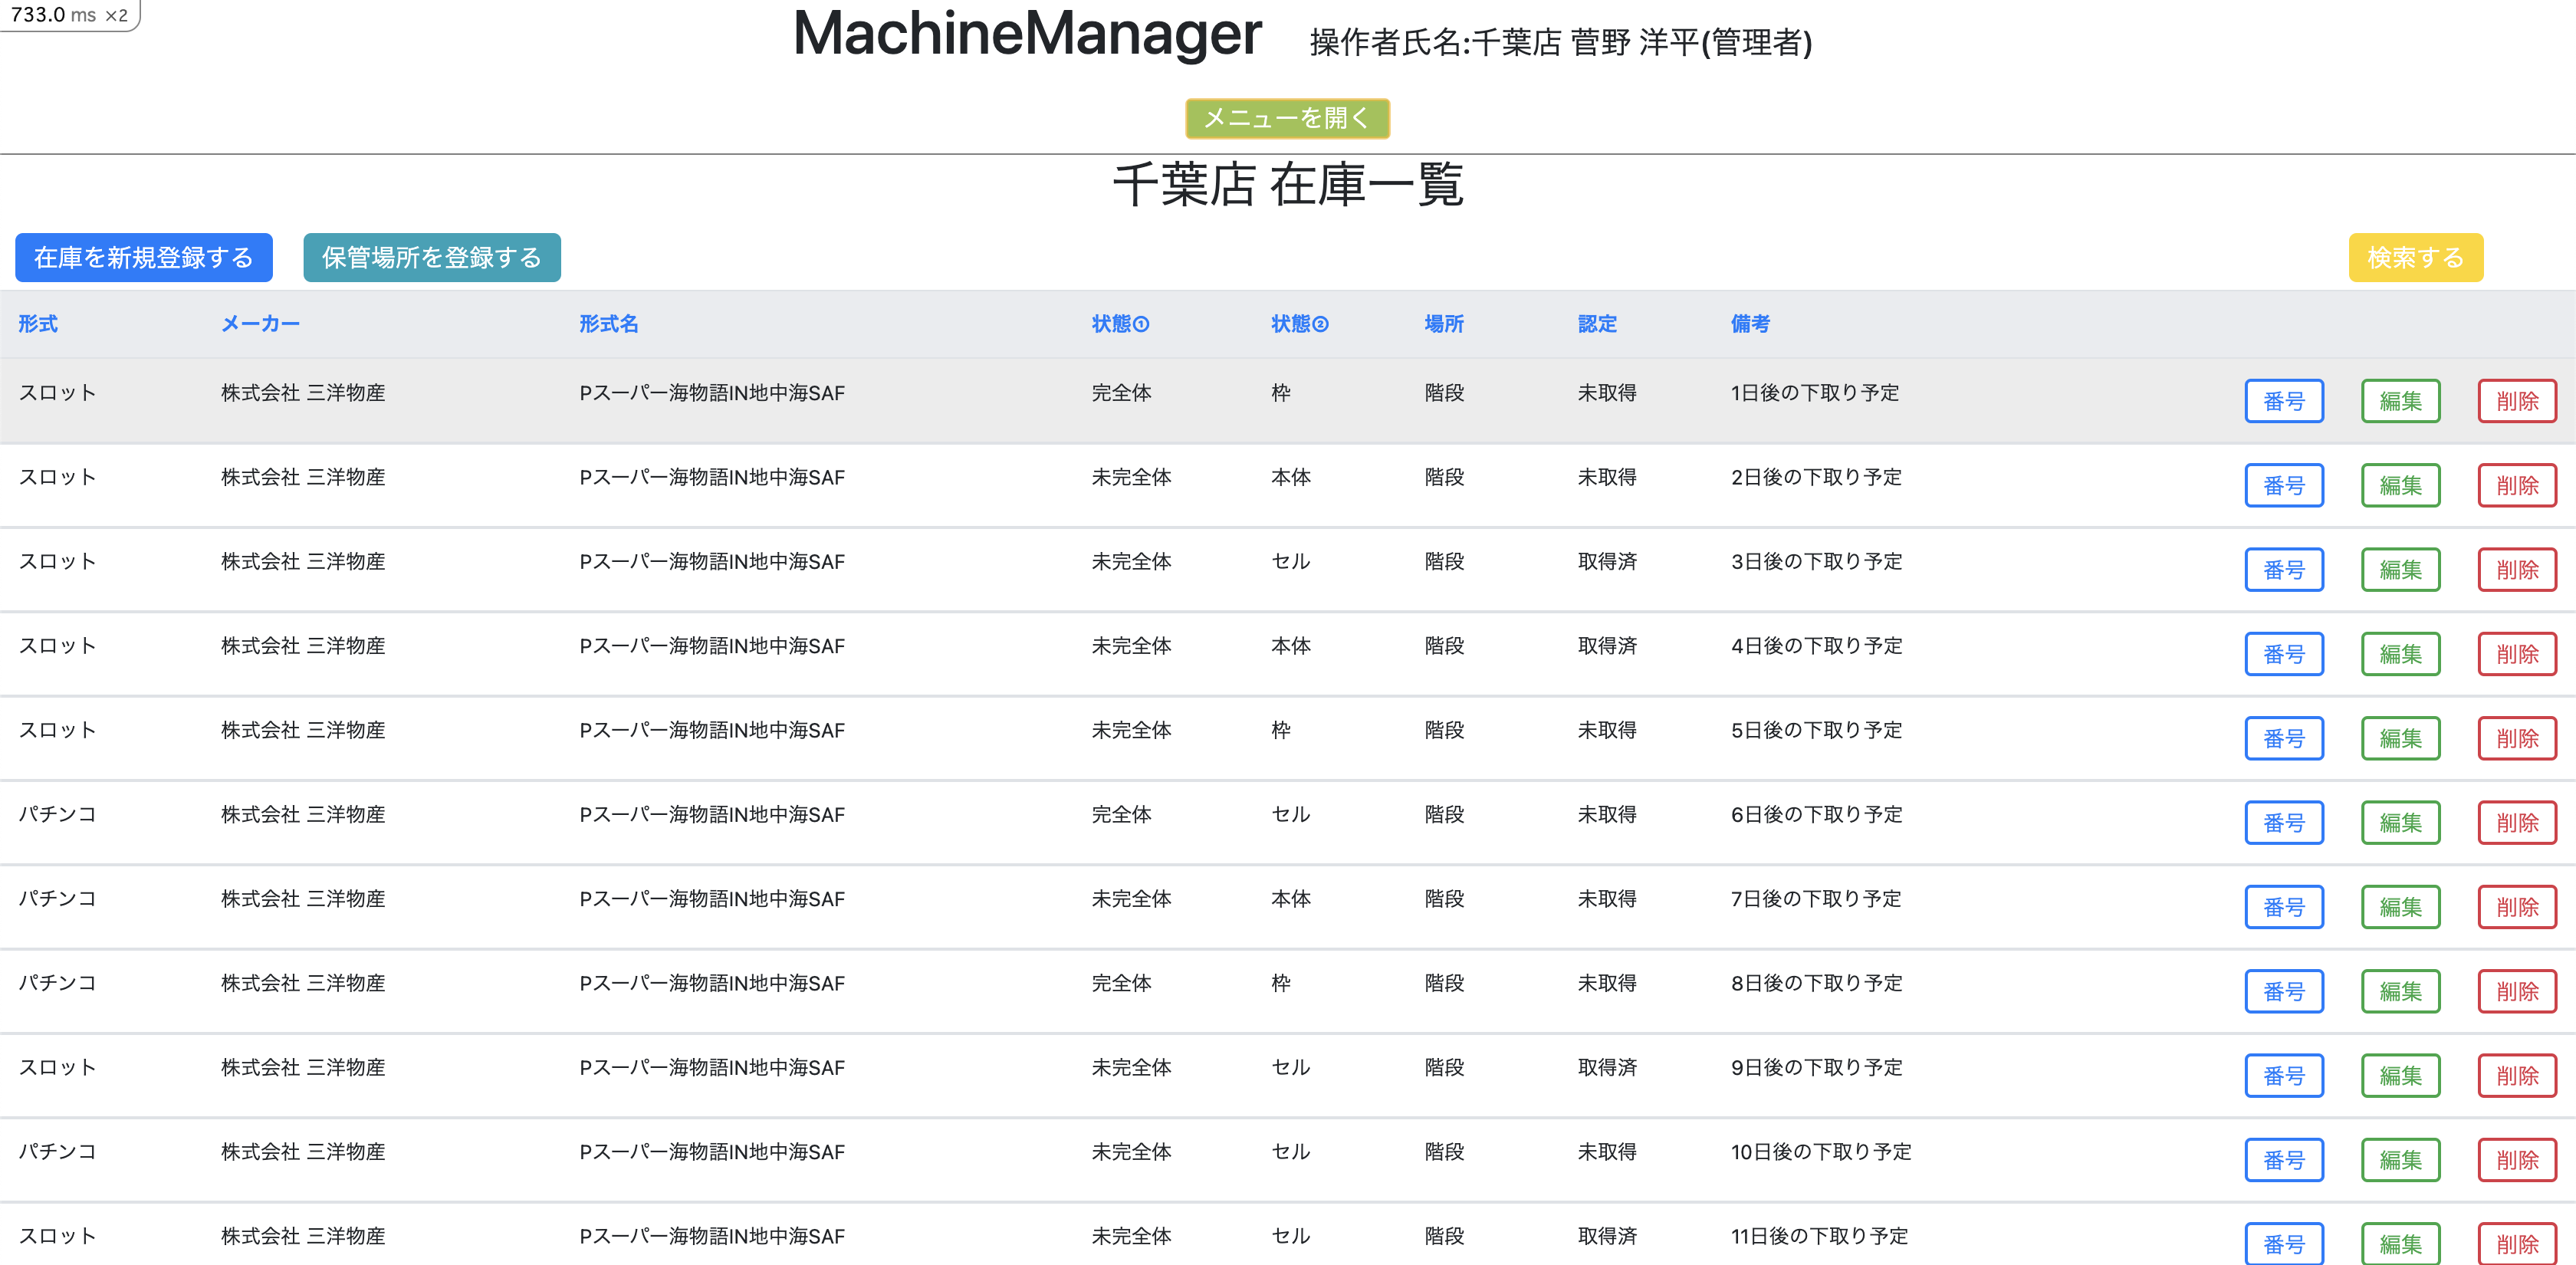 733.0 ms ×2
MachineManager 操作者氏名:千葉店 菅野 洋平(管理者)
メニューを開く
千葉店 在庫一覧
在庫を新規登録する 保管場所を登録する 検索する
形式 メーカー 形式名 状態① 状態② 場所 認定 備考
スロット 株式会社 三洋物産 Pスーパー海物語IN地中海SAF 完全体 枠 階段 未取得 1日後の下取り予定 番号 編集 削除
スロット 株式会社 三洋物産 Pスーパー海物語IN地中海SAF 未完全体 本体 階段 未取得 2日後の下取り予定 番号 編集 削除
スロット 株式会社 三洋物産 Pスーパー海物語IN地中海SAF 未完全体 セル 階段 取得済 3日後の下取り予定 番号 編集 削除
スロット 株式会社 三洋物産 Pスーパー海物語IN地中海SAF 未完全体 本体 階段 取得済 4日後の下取り予定 番号 編集 削除
スロット 株式会社 三洋物産 Pスーパー海物語IN地中海SAF 未完全体 枠 階段 未取得 5日後の下取り予定 番号 編集 削除
パチンコ 株式会社 三洋物産 Pスーパー海物語IN地中海SAF 完全体 セル 階段 未取得 6日後の下取り予定 番号 編集 削除
パチンコ 株式会社 三洋物産 Pスーパー海物語IN地中海SAF 未完全体 本体 階段 未取得 7日後の下取り予定 番号 編集 削除
パチンコ 株式会社 三洋物産 Pスーパー海物語IN地中海SAF 完全体 枠 階段 未取得 8日後の下取り予定 番号 編集 削除
スロット 株式会社 三洋物産 Pスーパー海物語IN地中海SAF 未完全体 セル 階段 取得済 9日後の下取り予定 番号 編集 削除
パチンコ 株式会社 三洋物産 Pスーパー海物語IN地中海SAF 未完全体 セル 階段 未取得 10日後の下取り予定 番号 編集 削除
スロット 株式会社 三洋物産 Pスーパー海物語IN地中海SAF 未完全体 セル 階段 取得済 11日後の下取り予定 番号 編集 削除